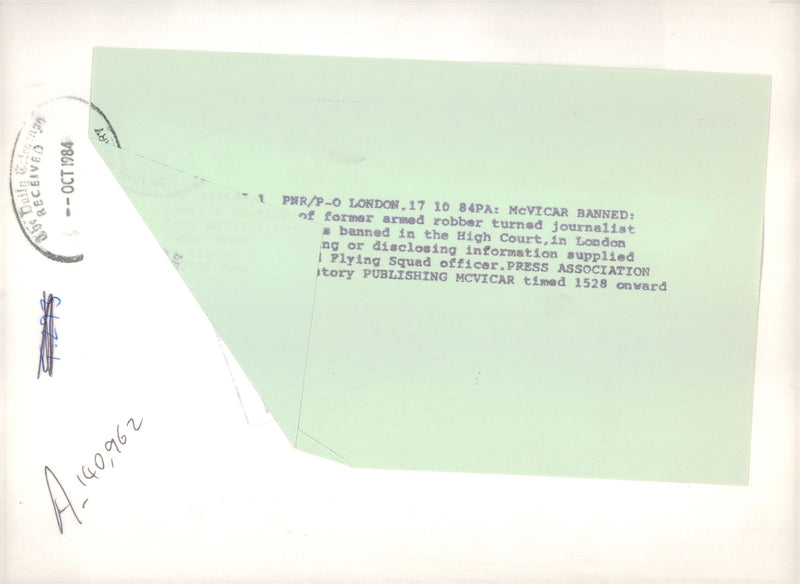 RECEIVED
-- OCT 1984
1 PNR/P-O LONDON.17 10 84PA: McVICAR BANNED:
of former armed robber turned journalist
s banned in the High Court,in London
ng or disclosing information supplied
Flying Squad officer.PRESS ASSOCIATION
story PUBLISHING MCVICAR timed 1528 onward
A-140,962